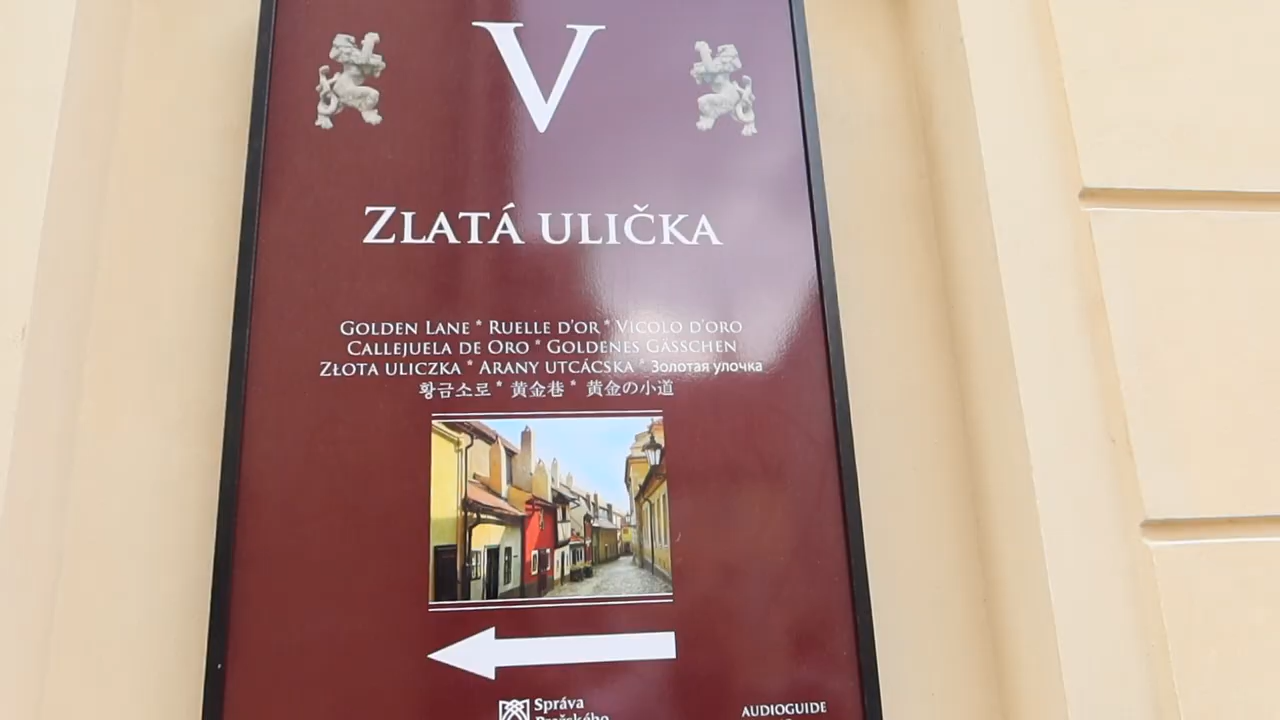 V
ZLATÁ ULIČKA
GOLDEN LANE * RUELLE D'OR * VICOLO D'ORO
CALLEJUELA DE ORO * GOLDENES GÄSSCHEN
ZŁOTA ULICZKA * ARANY UTCÁCSKA * Золотая улочка
황금소로 * 黄金巷 * 黄金の小道
Správa
Pražského
AUDIOGUIDE